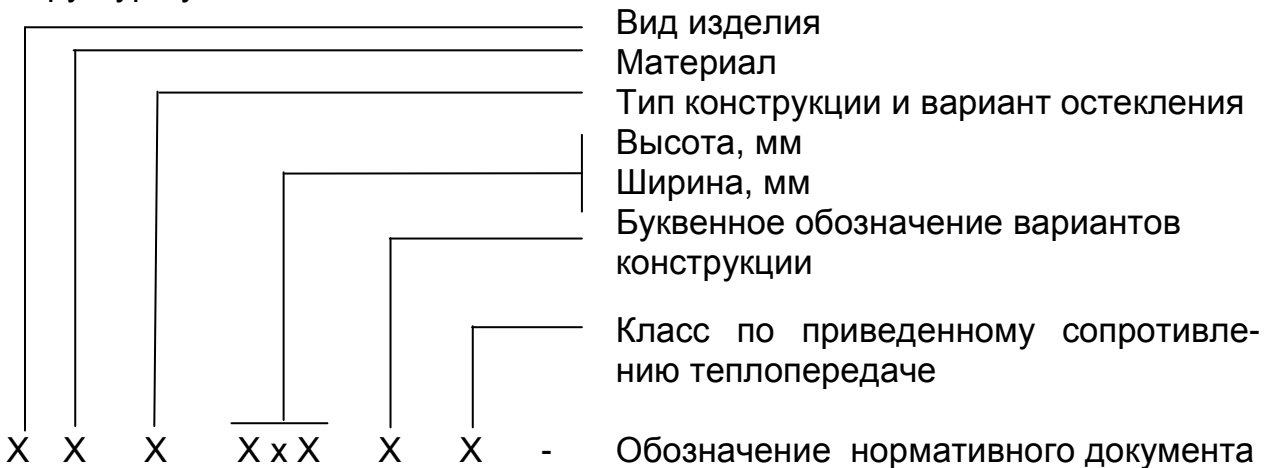 Вид изделия
Материал
Тип конструкции и вариант остекления
Высота, мм
Ширина, мм
Буквенное обозначение вариантов
конструкции
Класс по приведенному сопротивле-
нию теплопередаче
Х Х Х Х х Х Х Х - Обозначение нормативного документа